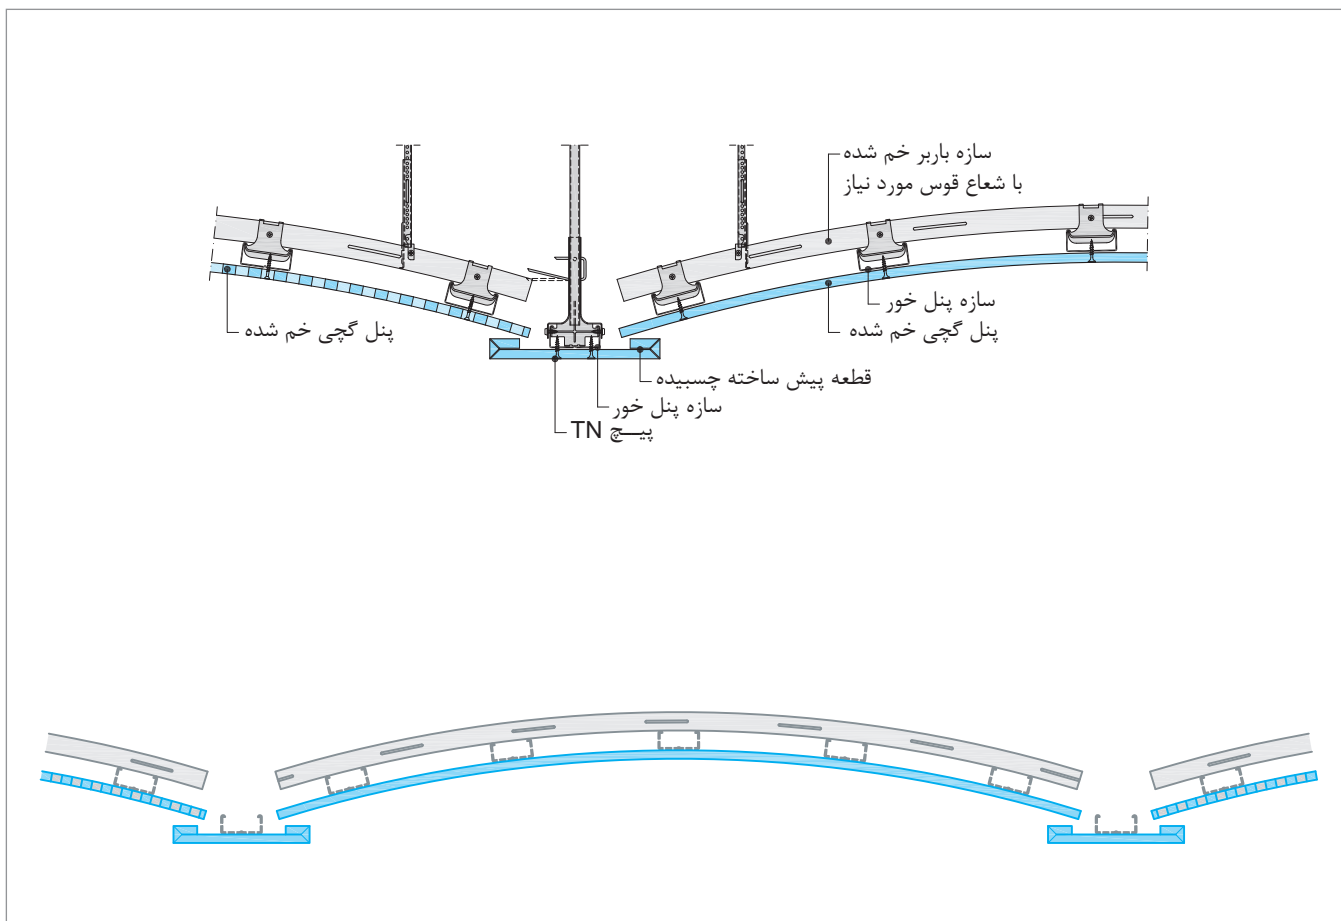 سازه باربر خم شده
با شعاع قوس مورد نیاز
سازه پنل خور
پنل گچی خم شده
پنل گچی خم شده
قطعه پیش ساخته چسبیده
سازه پنل خور
پیــچ TN